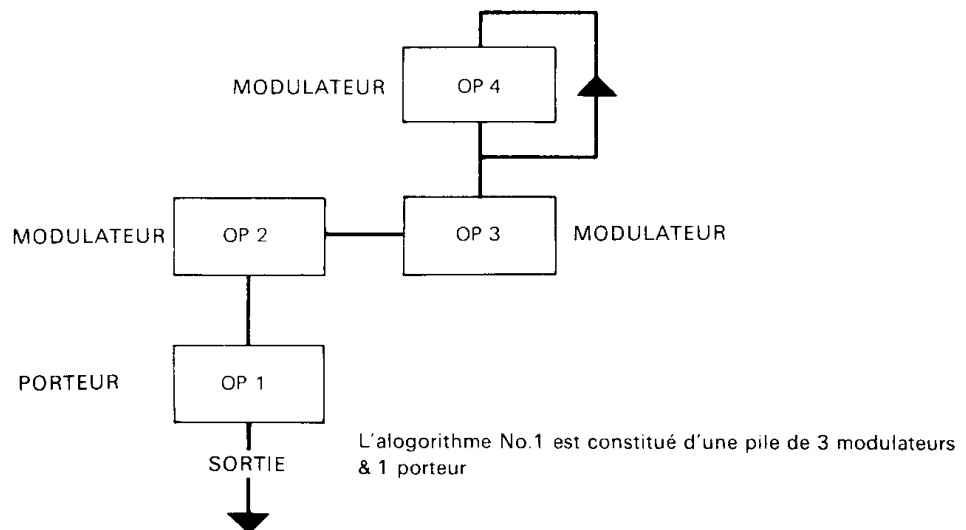 MODULATEUR
OP 4
MODULATEUR
OP 2
OP 3
MODULATEUR
PORTEUR
OP 1
SORTIE
L'alogorithme No.1 est constitué d'une pile de 3 modulateurs
& 1 porteur